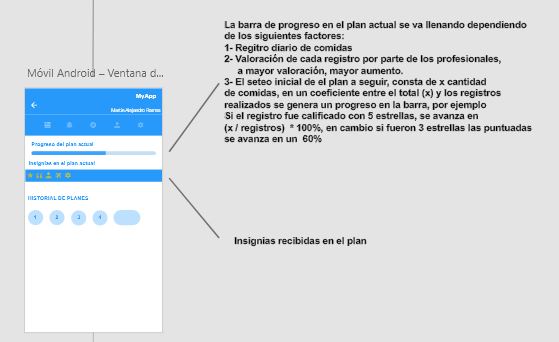 La barra de progreso en el plan actual se va llenando dependiendo
de los siguientes factores:
1- Regitro diario de comidas
2- Valoración de cada registro por parte de los profesionales,
a mayor valoración, mayor aumento.
3- El seteo inicial de el plan a seguir, consta de x cantidad
de comidas, en un coeficiente entre el total (x) y los registros
realizados se genera un progreso en la barra, por ejemplo
Si el registro fue calificado con 5 estrellas, se avanza en
(x / registros) * 100%, en cambio si fueron 3 estrellas las puntuadas
se avanza en un 60%
Móvil Android – Ventana d...
MyApp
Progreso del plan actual
Insignias en el plan actual
HISTORIAL DE PLANES
1 2 3 4
Insignias recibidas en el plan